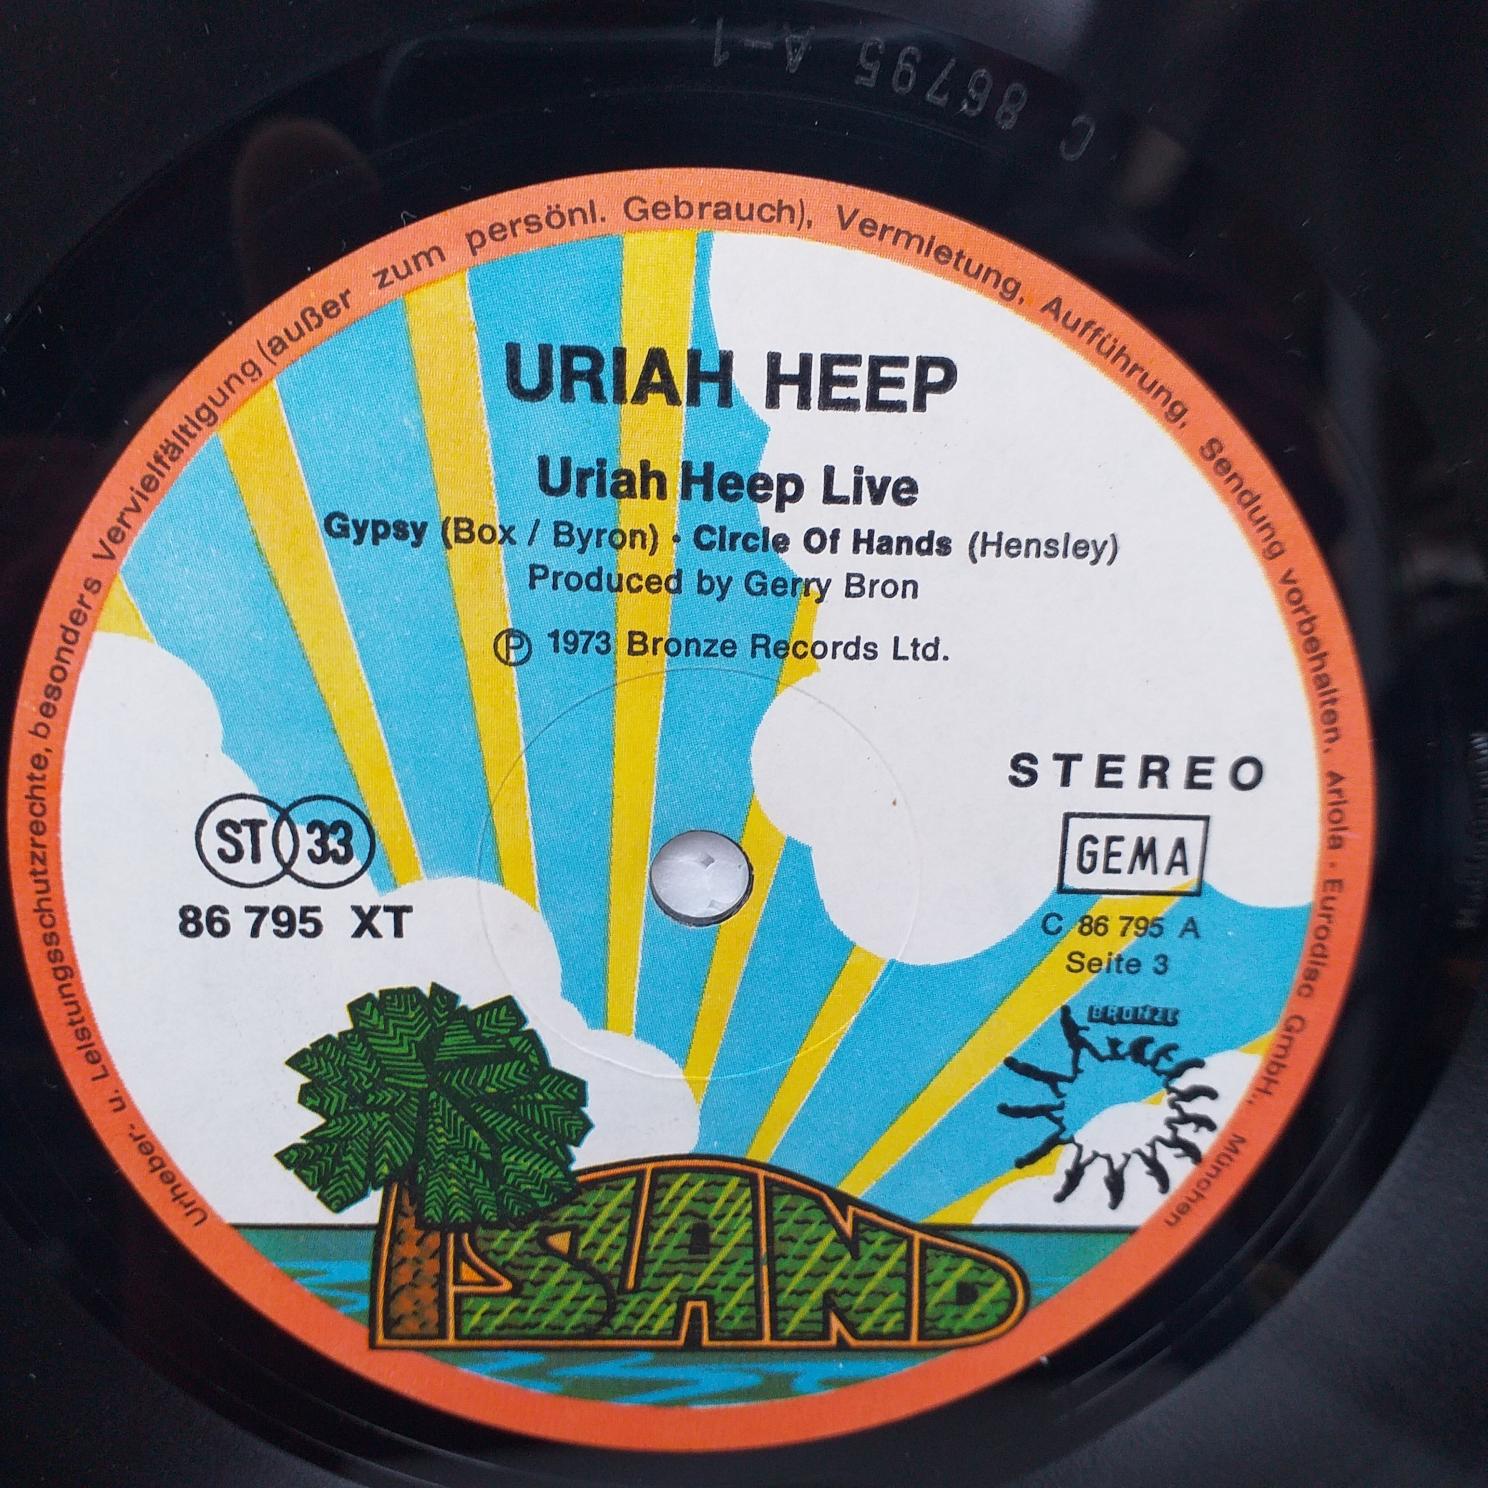 C 86795 A-1
Urheber- u. Leistungsschutzrechte, besonders Vervielfältigung (außer zum persönl. Gebrauch), Vermietung, Aufführung, Sendung vorbehalten. Ariola - Eurodisc GmbH., München
URIAH HEEP
Uriah Heep Live
Gypsy (Box / Byron) · Circle Of Hands (Hensley)
Produced by Gerry Bron
Ⓟ 1973 Bronze Records Ltd.
STEREO
ST 33
GEMA
86 795 XT
C 86 795 A
Seite 3
BRONZE
ISLAND